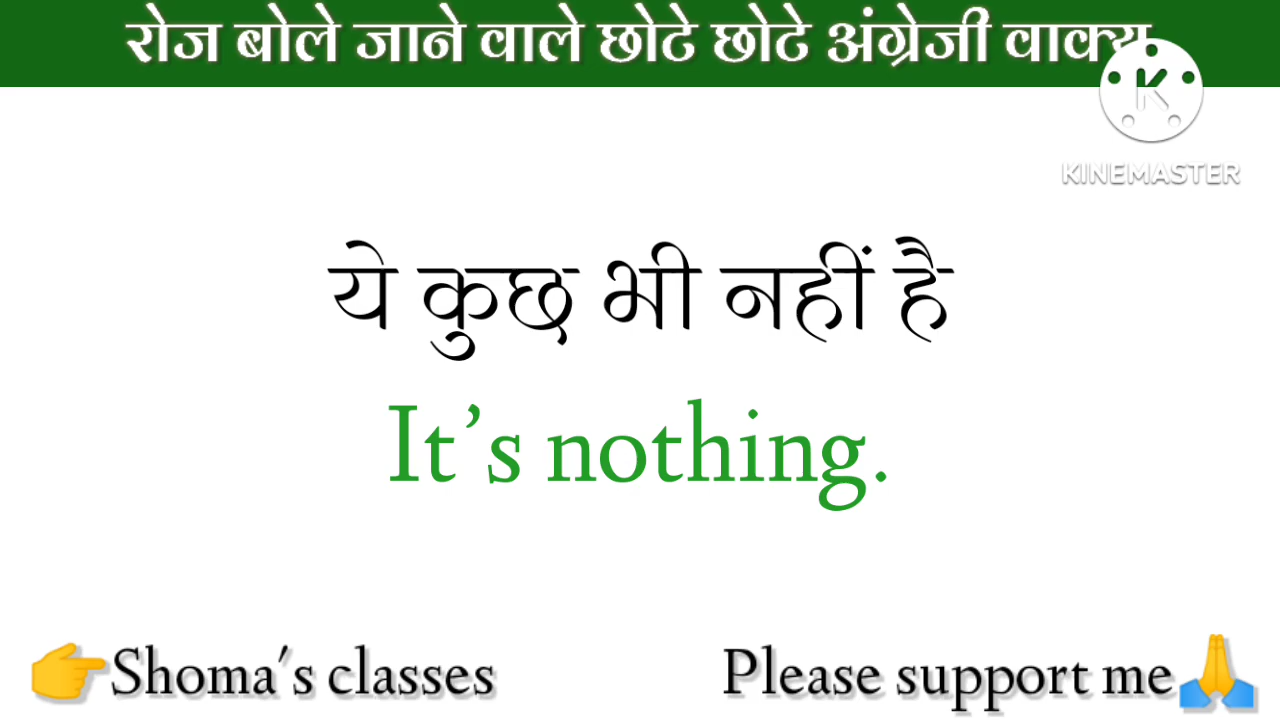 रोज बोले जाने वाले छोटे छोटे अंग्रेजी वाक्य
K
KINEMASTER
ये कुछ भी नहीं है
It's nothing.
👉Shoma's classes
Please support me🙏